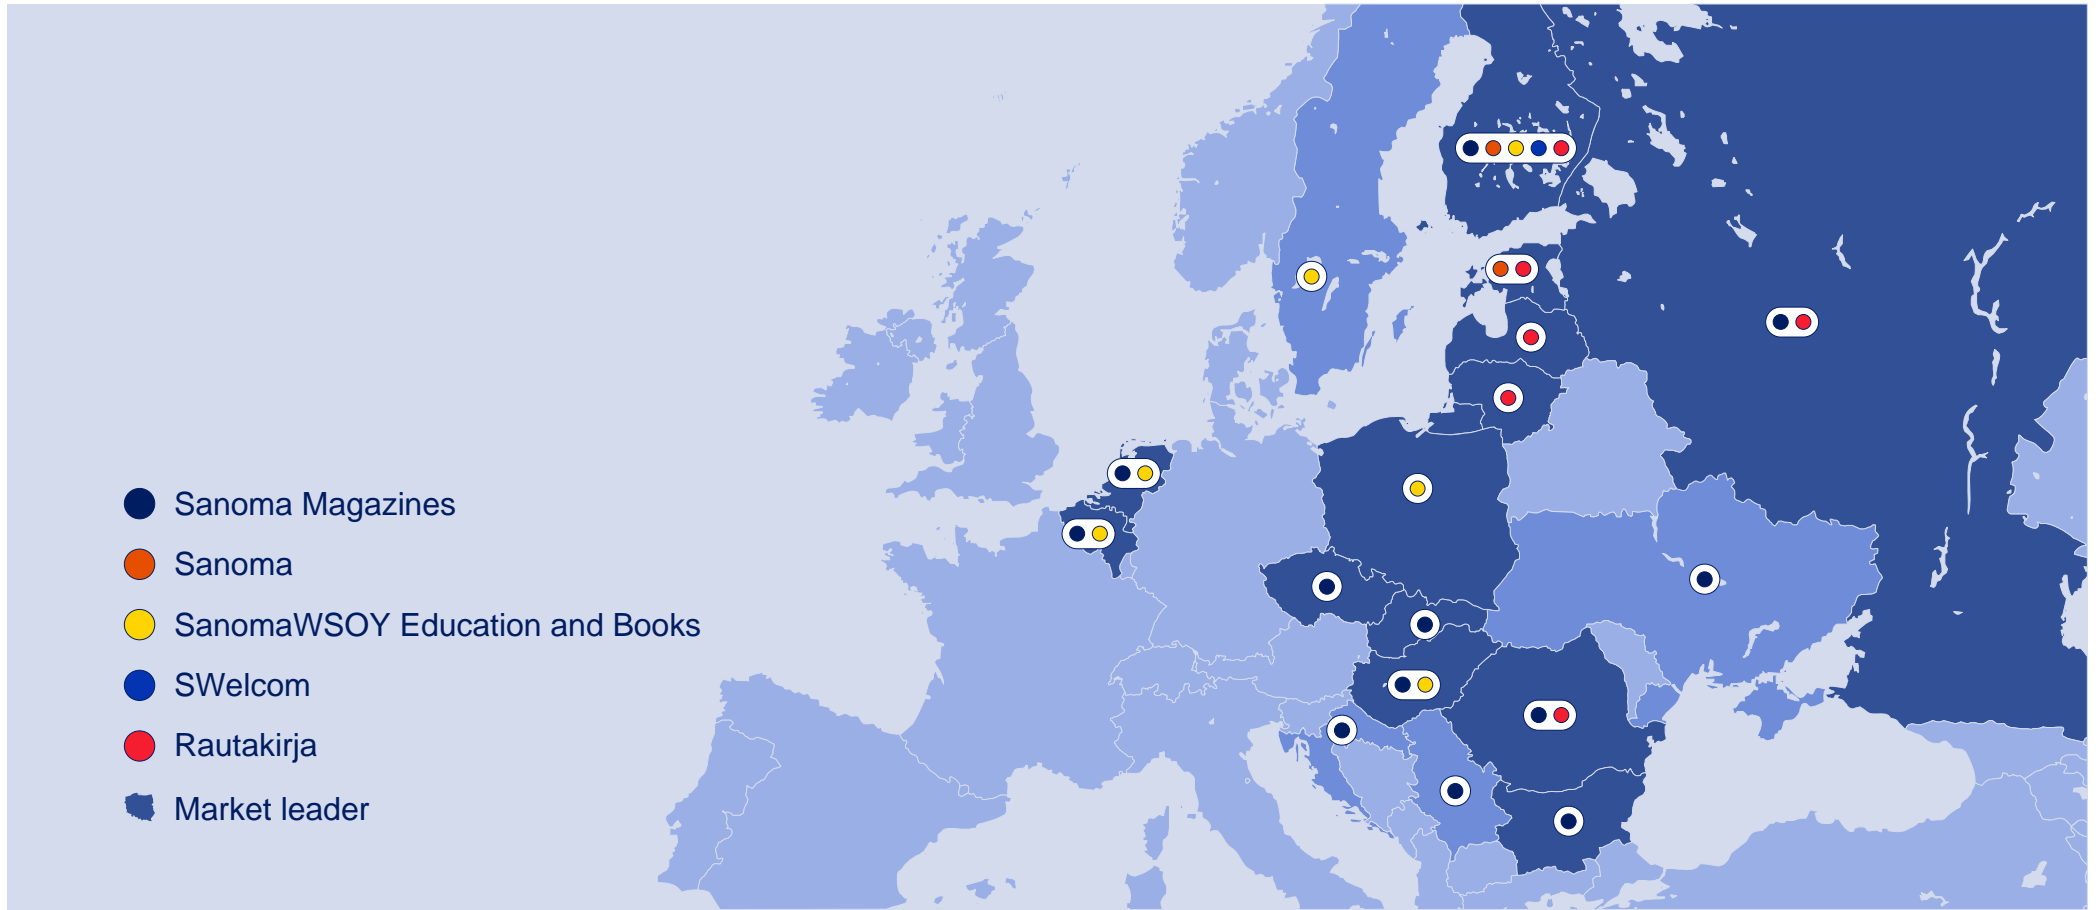 Sanoma Magazines
Sanoma
SanomaWSOY Education and Books
SWelcom
Rautakirja
Market leader